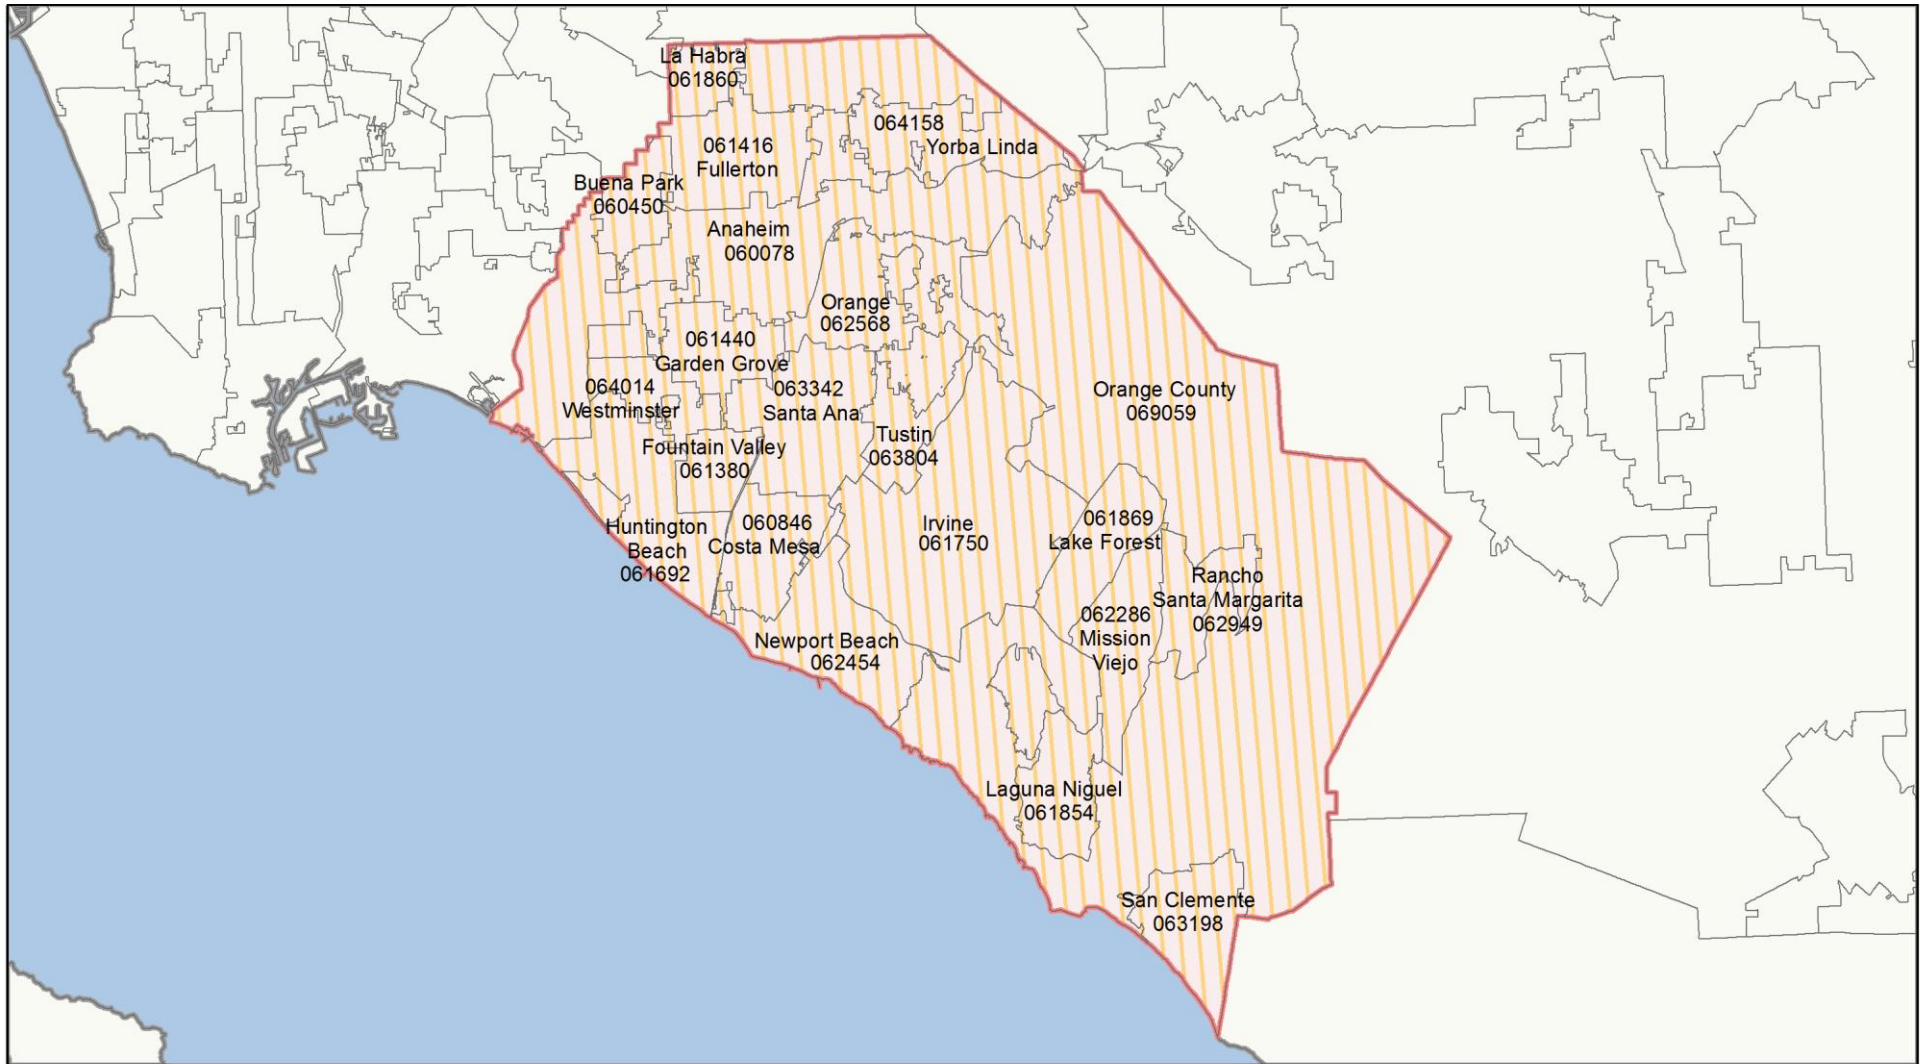 La Habra
061860
064158
Yorba Linda
061416
Fullerton
Buena Park
060450
Anaheim
060078
Orange
062568
061440
Garden Grove
064014
Westminster
063342
Santa Ana
Orange County
069059
Tustin
063804
Fountain Valley
061380
Huntington
Beach
061692
060846
Costa Mesa
Irvine
061750
061869
Lake Forest
Rancho
Santa Margarita
062949
062286
Mission
Viejo
Newport Beach
062454
Laguna Niguel
061854
San Clemente
063198